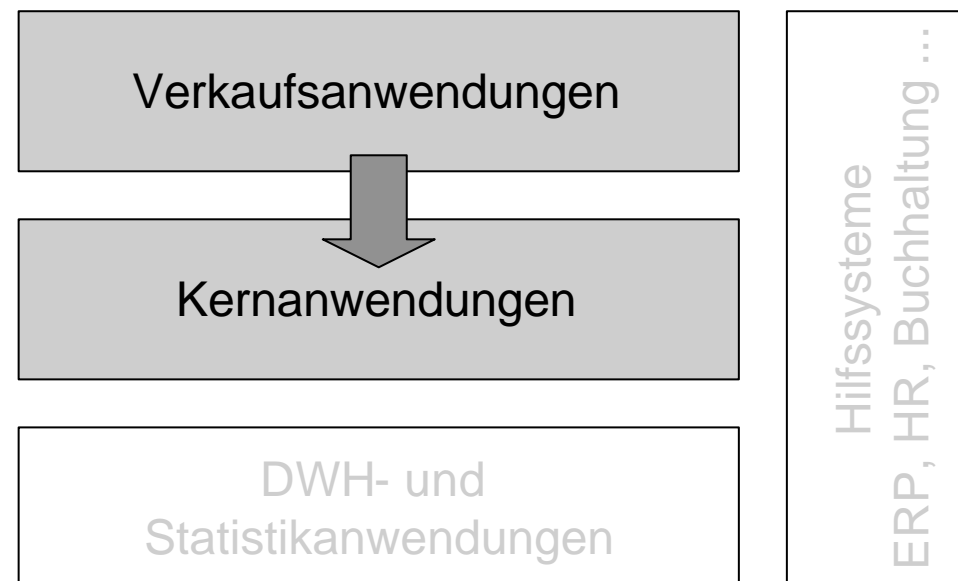 Verkaufsanwendungen
Kernanwendungen
DWH- und
Statistikanwendungen
Hilfssysteme
ERP, HR, Buchhaltung ...